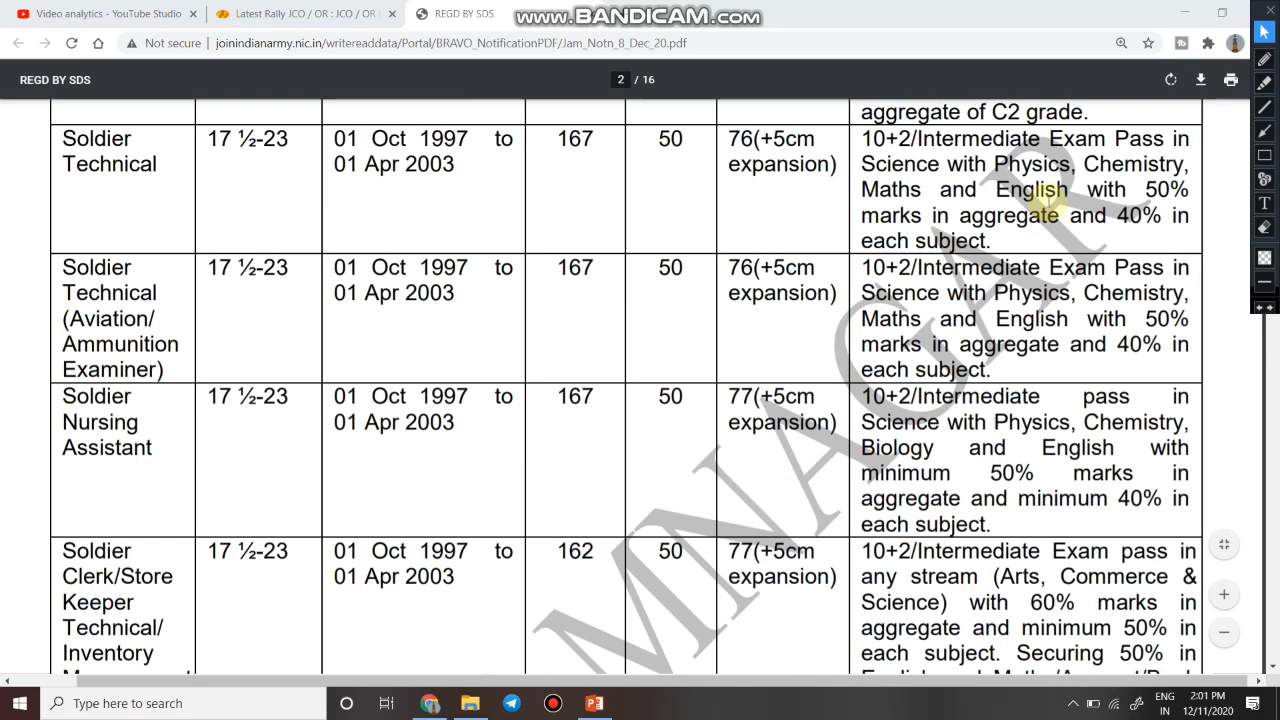 Video analytics - YouTube Studio
Latest Rally JCO / OR : JCO / OR
REGD BY SDS
www.BANDICAM.com
Not secure
joinindianarmy.nic.in/writereaddata/Portal/BRAVO_NotificationPDF/Jam_Notn_8_Dec_20.pdf
REGD BY SDS
2 / 16
aggregate of C2 grade.
Soldier
Technical
17 ½-23
01 Oct 1997 to
01 Apr 2003
167
50
76(+5cm
expansion)
10+2/Intermediate Exam Pass in
Science with Physics, Chemistry,
Maths and English with 50%
marks in aggregate and 40% in
each subject.
Soldier
Technical
(Aviation/
Ammunition
Examiner)
17 ½-23
01 Oct 1997 to
01 Apr 2003
167
50
76(+5cm
expansion)
10+2/Intermediate Exam Pass in
Science with Physics, Chemistry,
Maths and English with 50%
marks in aggregate and 40% in
each subject.
Soldier
Nursing
Assistant
17 ½-23
01 Oct 1997 to
01 Apr 2003
167
50
77(+5cm
expansion)
10+2/Intermediate pass in
Science with Physics, Chemistry,
Biology and English with
minimum 50% marks in
aggregate and minimum 40% in
each subject.
Soldier
Clerk/Store
Keeper
Technical/
Inventory
17 ½-23
01 Oct 1997 to
01 Apr 2003
162
50
77(+5cm
expansion)
10+2/Intermediate Exam pass in
any stream (Arts, Commerce &
Science) with 60% marks in
aggregate and minimum 50% in
each subject. Securing 50% in
MNAGAR
Type here to search
ENG
IN
2:01 PM
12/11/2020